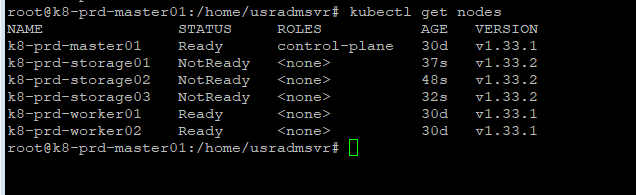 root@k8-prd-master01:/home/usradmsvr# kubectl get nodes
NAME STATUS ROLES AGE VERSION
k8-prd-master01 Ready control-plane 30d v1.33.1
k8-prd-storage01 NotReady <none> 37s v1.33.2
k8-prd-storage02 NotReady <none> 48s v1.33.2
k8-prd-storage03 NotReady <none> 32s v1.33.2
k8-prd-worker01 Ready <none> 30d v1.33.1
k8-prd-worker02 Ready <none> 30d v1.33.1
root@k8-prd-master01:/home/usradmsvr#